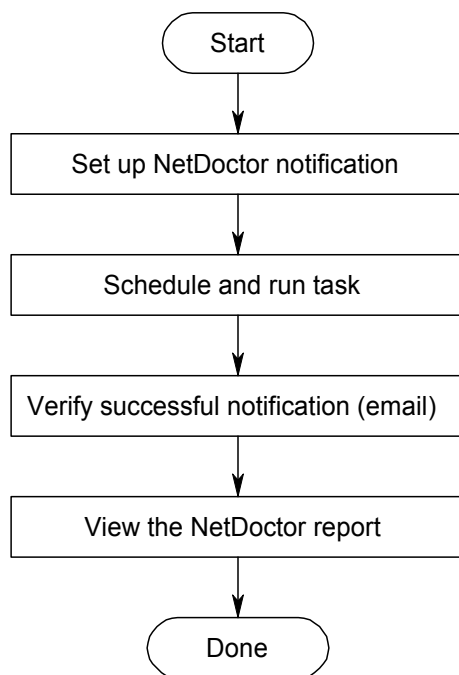 Start
Set up NetDoctor notification
Schedule and run task
Verify successful notification (email)
View the NetDoctor report
Done